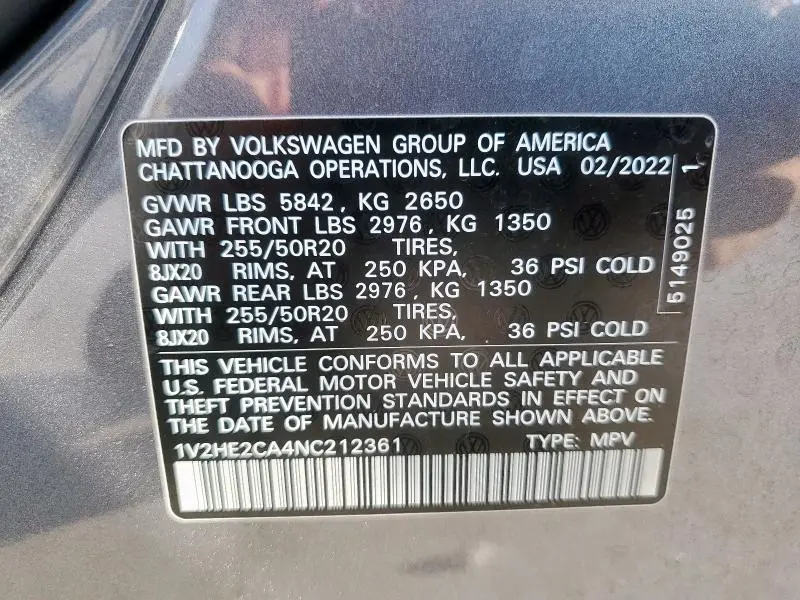 MFD BY VOLKSWAGEN GROUP OF AMERICA
CHATTANOOGA OPERATIONS, LLC. USA 02/2022
GVWR LBS 5842, KG 2650
GAWR FRONT LBS 2976, KG 1350
WITH 255/50R20 TIRES,
8JX20 RIMS, AT 250 KPA, 36 PSI COLD
GAWR REAR LBS 2976, KG 1350
WITH 255/50R20 TIRES,
8JX20 RIMS, AT 250 KPA, 36 PSI COLD
5149025 1
THIS VEHICLE CONFORMS TO ALL APPLICABLE
U.S. FEDERAL MOTOR VEHICLE SAFETY AND
THEFT PREVENTION STANDARDS IN EFFECT ON
THE DATE OF MANUFACTURE SHOWN ABOVE.
1V2HE2CA4NC212361 TYPE: MPV